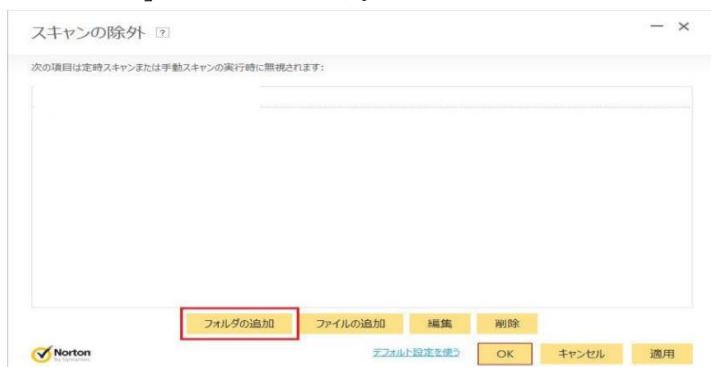 スキャンの除外 ?
次の項目は定時スキャンまたは手動スキャンの実行時に無視されます:
フォルダの追加 ファイルの追加 編集 削除
Norton
by Symantec
デフォルト設定を使う OK キャンセル 適用